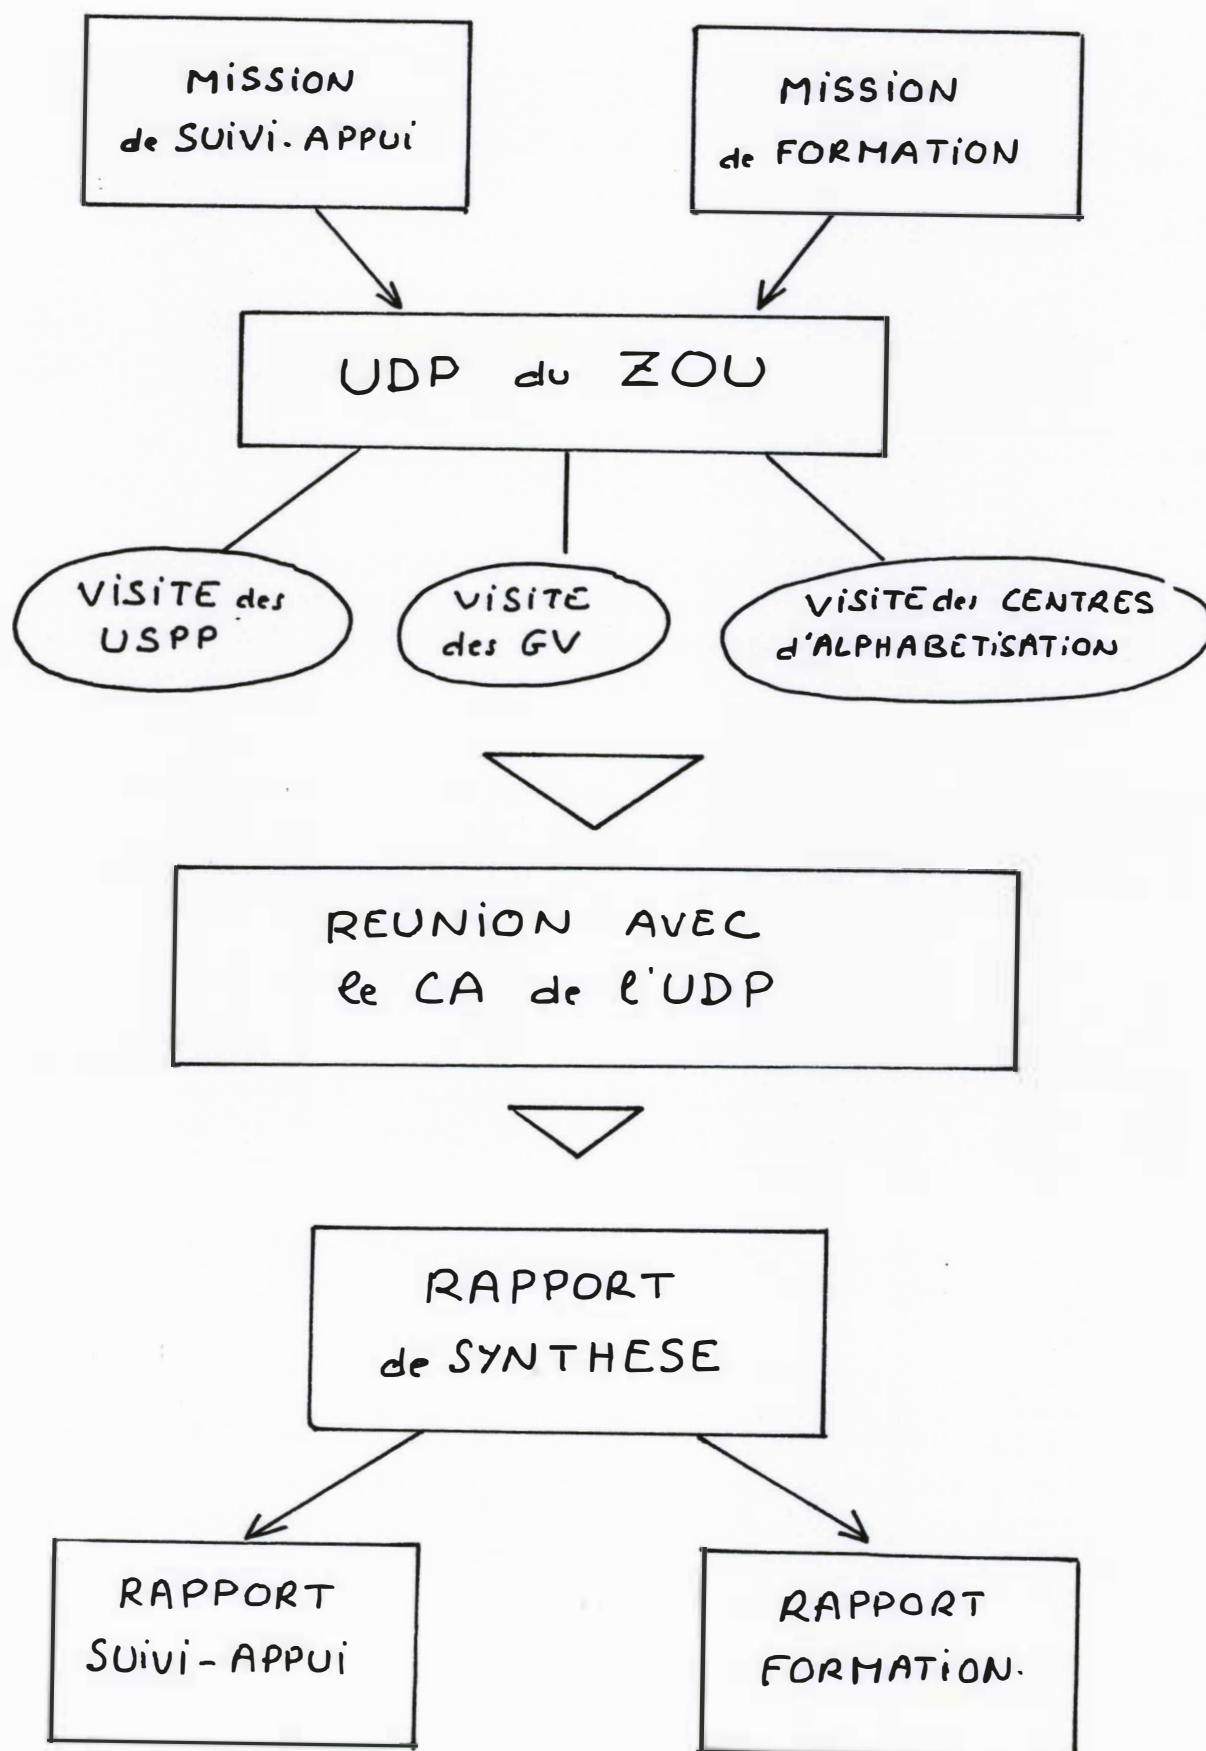 MiSSiON
de SUiVi-APPUi
MiSSiON
de FORMATiON
UDP du ZOU
ViSiTE des
USPP
ViSiTE
des GV
ViSiTE des CENTRES
d'ALPHABETiSATiON
REUNiON AVEC
le CA de l'UDP
RAPPORT
de SYNTHESE
RAPPORT
SUiVi-APPUi
RAPPORT
FORMATiON.